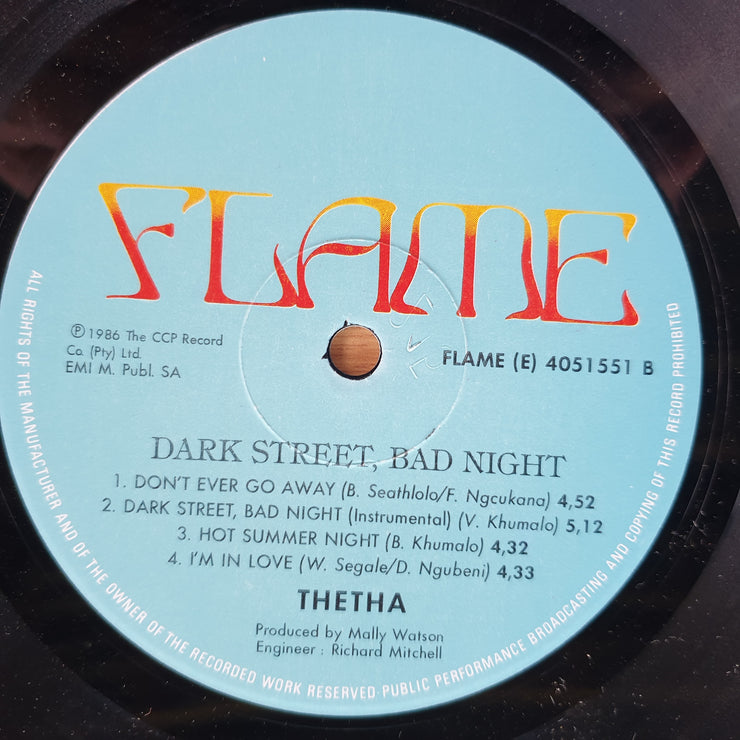 FLAME
℗ 1986 The CCP Record
Co. (Pty) Ltd.
EMI M. Publ. SA
FLAME (E) 4051551 B
DARK STREET, BAD NIGHT
1. DON'T EVER GO AWAY (B. Seathlolo/F. Ngcukana) 4,52
2. DARK STREET, BAD NIGHT (Instrumental) (V. Khumalo) 5,12
3. HOT SUMMER NIGHT (B. Khumalo) 4,32
4. I'M IN LOVE (W. Segale/D. Ngubeni) 4,33
THETHA
Produced by Mally Watson
Engineer : Richard Mitchell
ALL RIGHTS OF THE MANUFACTURER AND OF THE OWNER OF THE RECORDED WORK RESERVED PUBLIC PERFORMANCE BROADCASTING AND COPYING OF THIS RECORD PROHIBITED